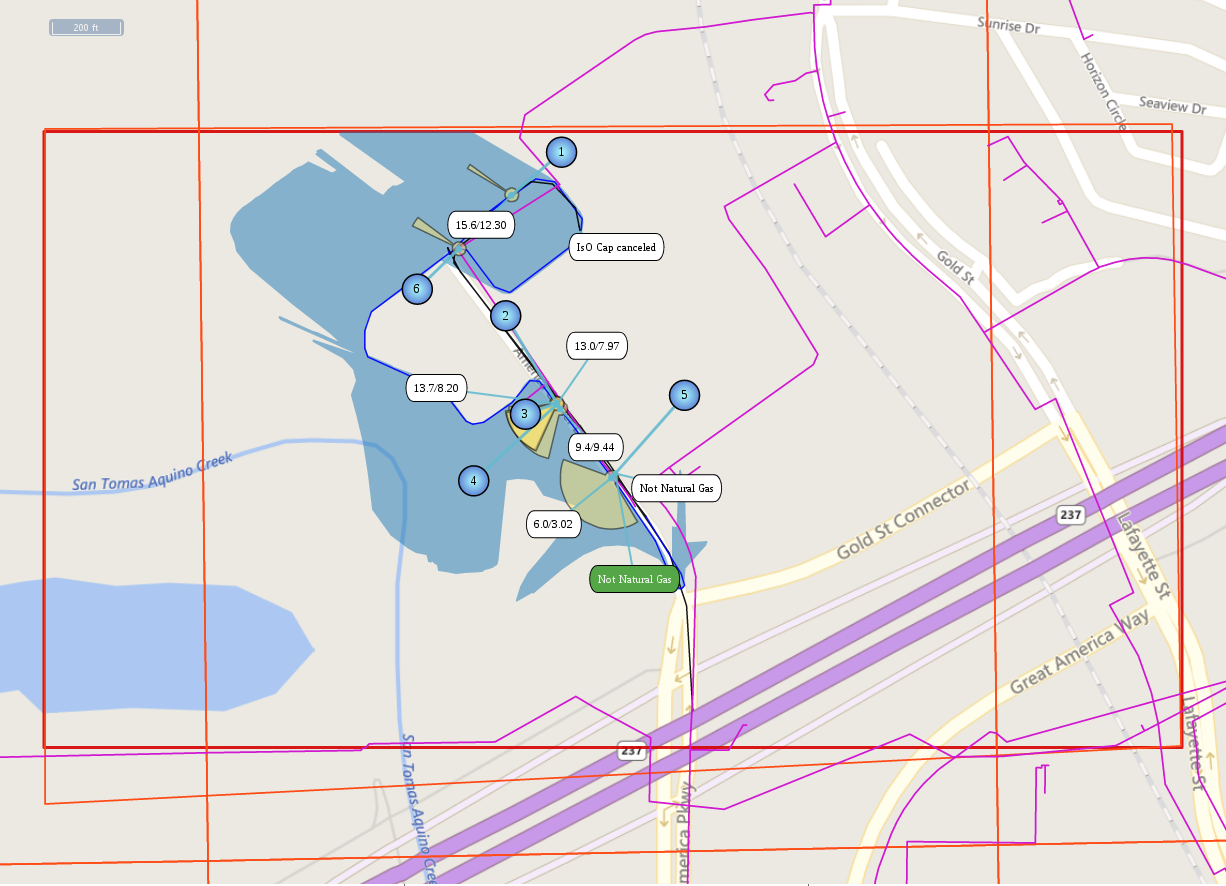 200 ft
Sunrise Dr
Horizon Circle
Seaview Dr
1
15.6/12.30
IsO Cap canceled
Gold St
6
2
13.0/7.97
Ameri
13.7/8.20
5
3
9.4/9.44
San Tomas Aquino Creek
4
Not Natural Gas
6.0/3.02
Gold St Connector
237
Lafayette St
Not Natural Gas
Great America Way
Lafayette St
237
San Tomas Aquino Cree
merica Pkwy